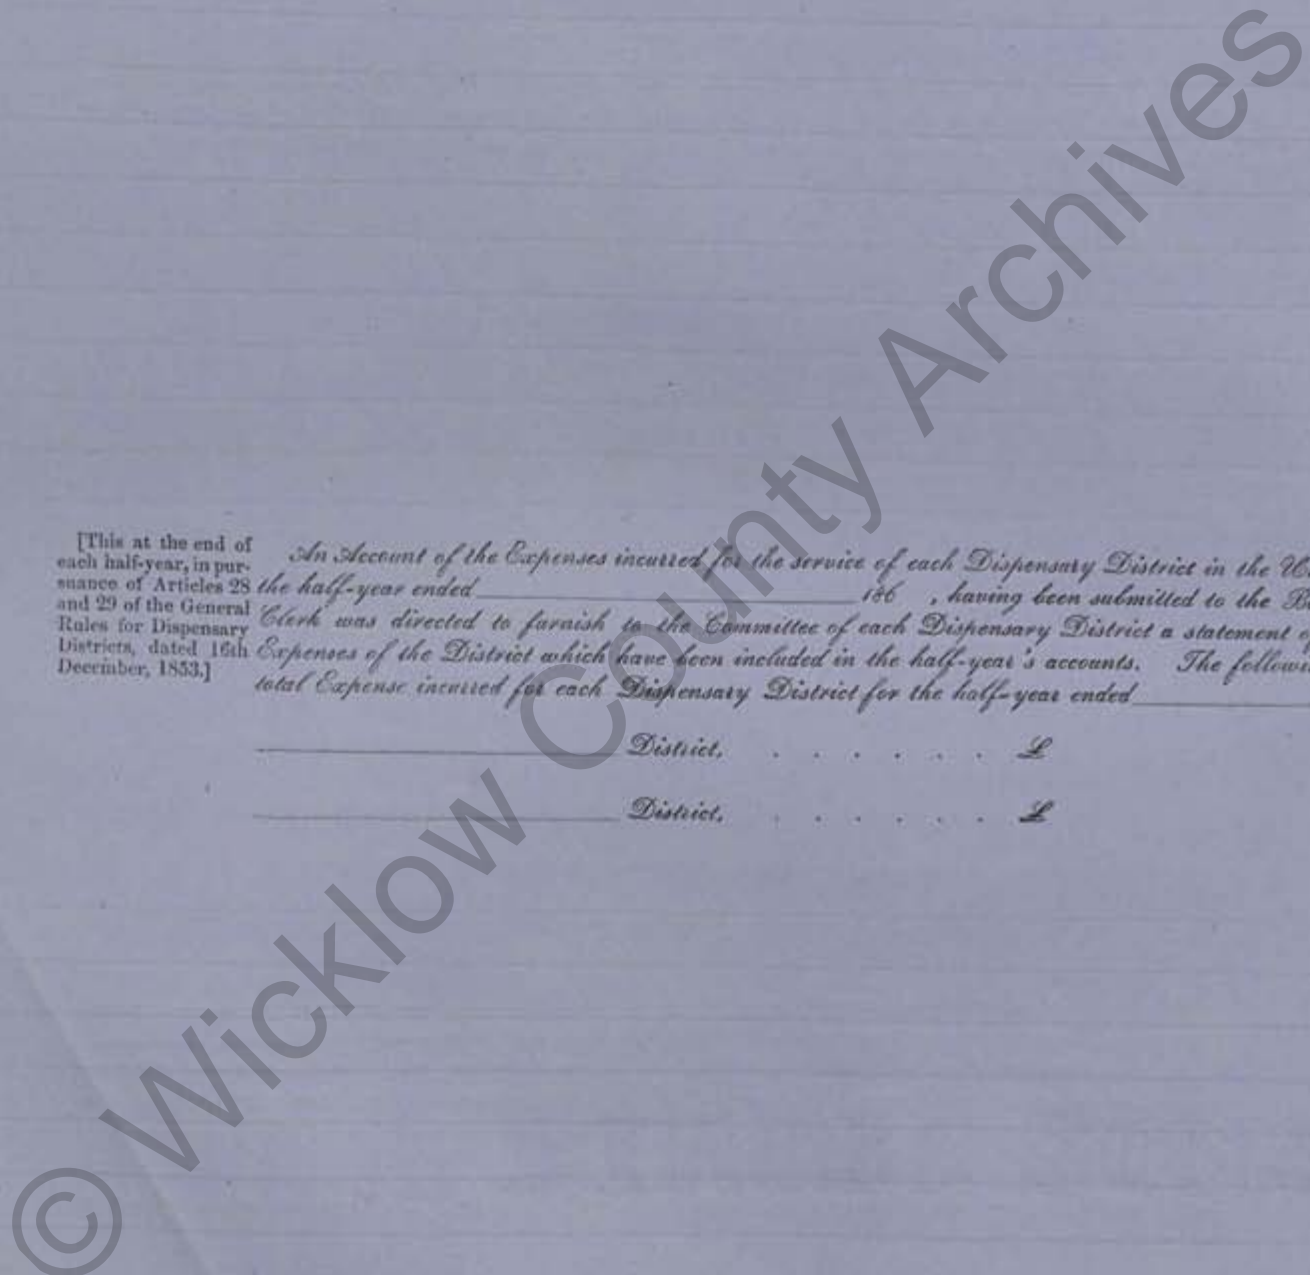 [This at the end of
each half-year, in pur-
suance of Articles 28
and 29 of the General
Rules for Dispensary
Districts, dated 16th
December, 1853.]
An Account of the Expenses incurred for the service of each Dispensary District in the
the half-year ended 186 , having been submitted to the
Clerk was directed to furnish to the Committee of each Dispensary District a statement
Expenses of the District which have been included in the half-year's accounts. The
total Expense incurred for each Dispensary District for the half-year ended
District, . . . . . . £
District, . . . . . . £
© Wicklow County Archives